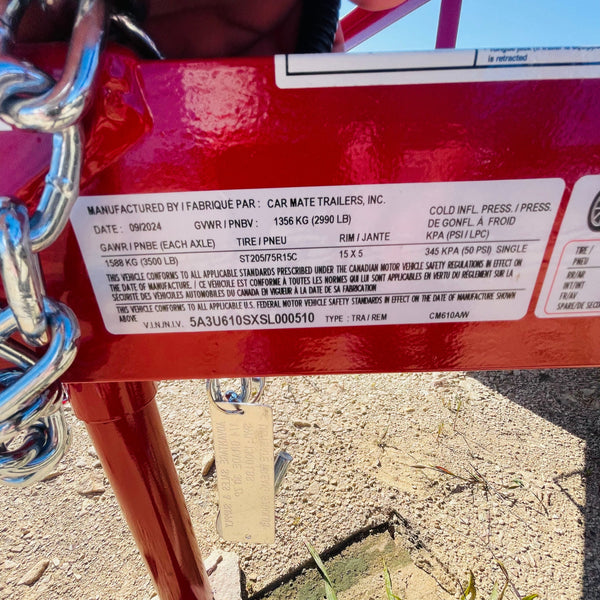 is retracted
MANUFACTURED BY / FABRIQUÉ PAR : CAR MATE TRAILERS, INC.
DATE : 09/2024 GVWR / PNBV : 1356 KG (2990 LB) COLD INFL. PRESS. / PRESS.
DE GONFL. À FROID
GAWR / PNBE (EACH AXLE) TIRE / PNEU RIM / JANTE KPA (PSI / LPC)
1588 KG (3500 LB) ST205/75R15C 15 X 5 345 KPA (50 PSI) SINGLE
THIS VEHICLE CONFORMS TO ALL APPLICABLE STANDARDS PRESCRIBED UNDER THE CANADIAN MOTOR VEHICLE SAFETY REGULATIONS IN EFFECT ON
THE DATE OF MANUFACTURE. / CE VÉHICULE EST CONFORME À TOUTES LES NORMES QUI LUI SONT APPLICABLES EN VERTU DU RÈGLEMENT SUR LA
SÉCURITÉ DES VÉHICULES AUTOMOBILES DU CANADA EN VIGUEUR À LA DATE DE SA FABRICATION
THIS VEHICLE CONFORMS TO ALL APPLICABLE U.S. FEDERAL MOTOR VEHICLE SAFETY STANDARDS IN EFFECT ON THE DATE OF MANUFACTURE SHOWN
ABOVE
V.I.N./N.I.V. 5A3U610SXSL000510 TYPE : TRA / REM CM610A/W
TIRE /
PNEU
RR/AR
INT/INT
FR/AV
SPARE/DE SEC